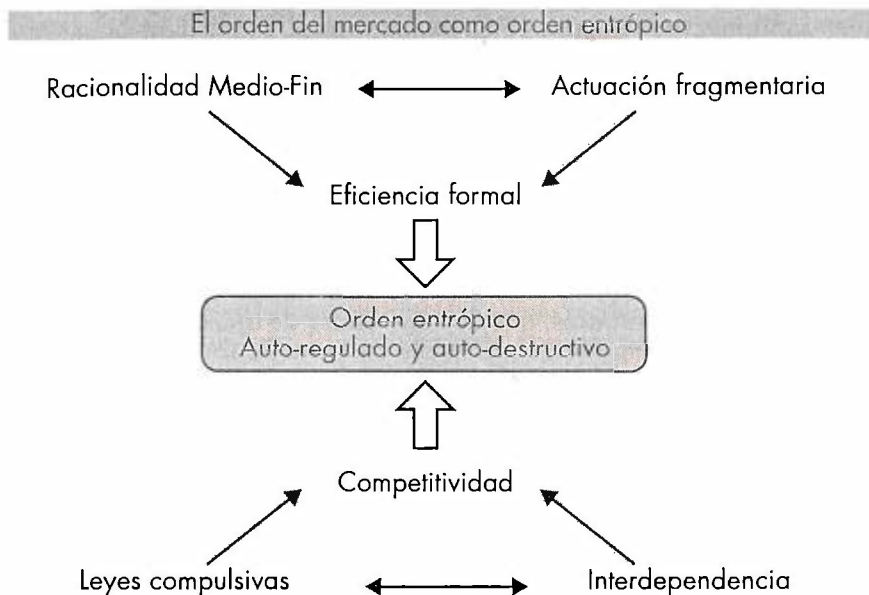 El orden del mercado como orden entrópico
Racionalidad Medio-Fin
Actuación fragmentaria
Eficiencia formal
Orden entrópico
Auto-regulado y auto-destructivo
Competitividad
Leyes compulsivas
Interdependencia